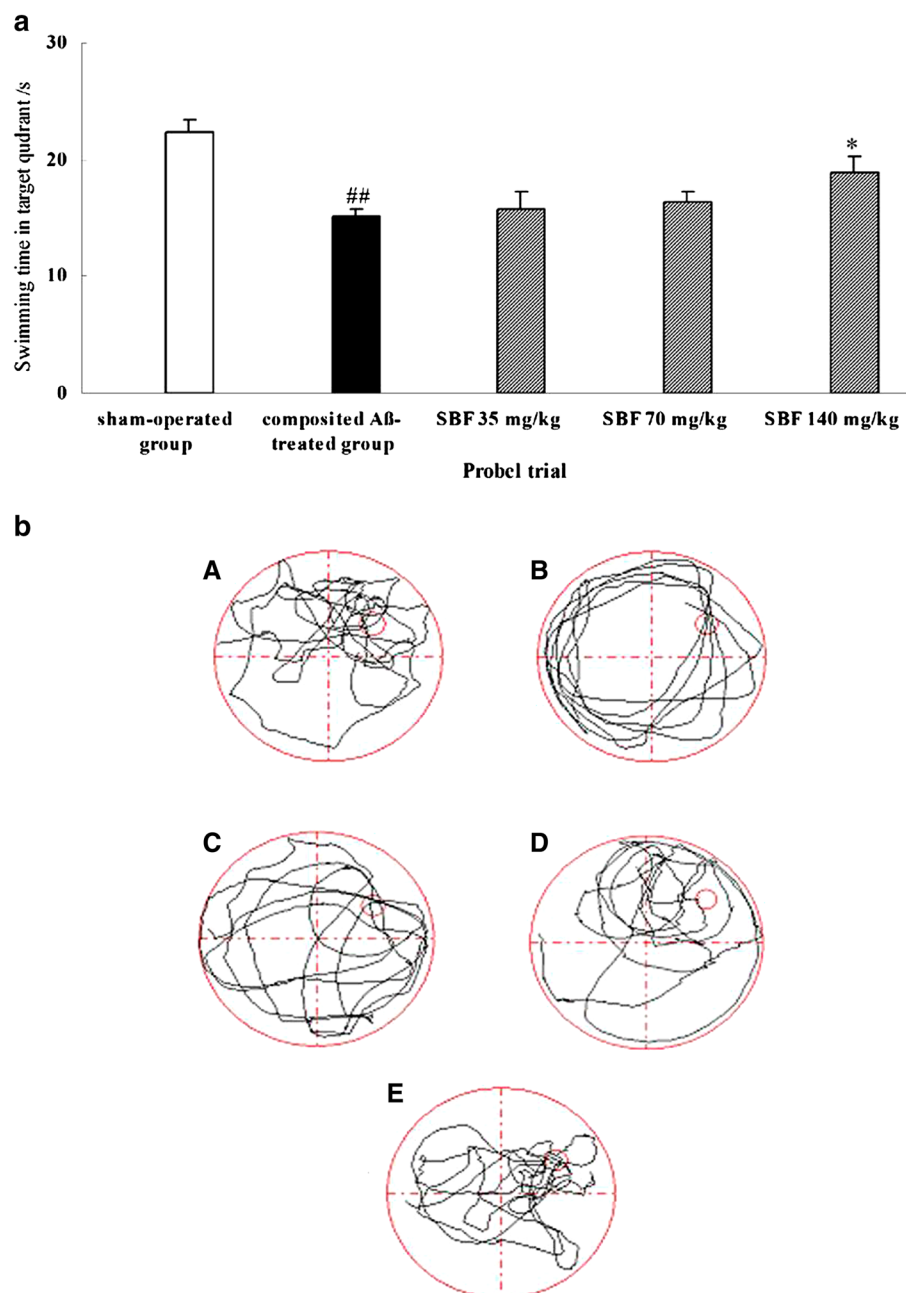 a
30
20
10
0
Swimming time in target qudrant /s
##
*
sham-operated group
composited Aß-treated group
SBF 35 mg/kg
SBF 70 mg/kg
SBF 140 mg/kg
Probel trial
b
A
B
C
D
E